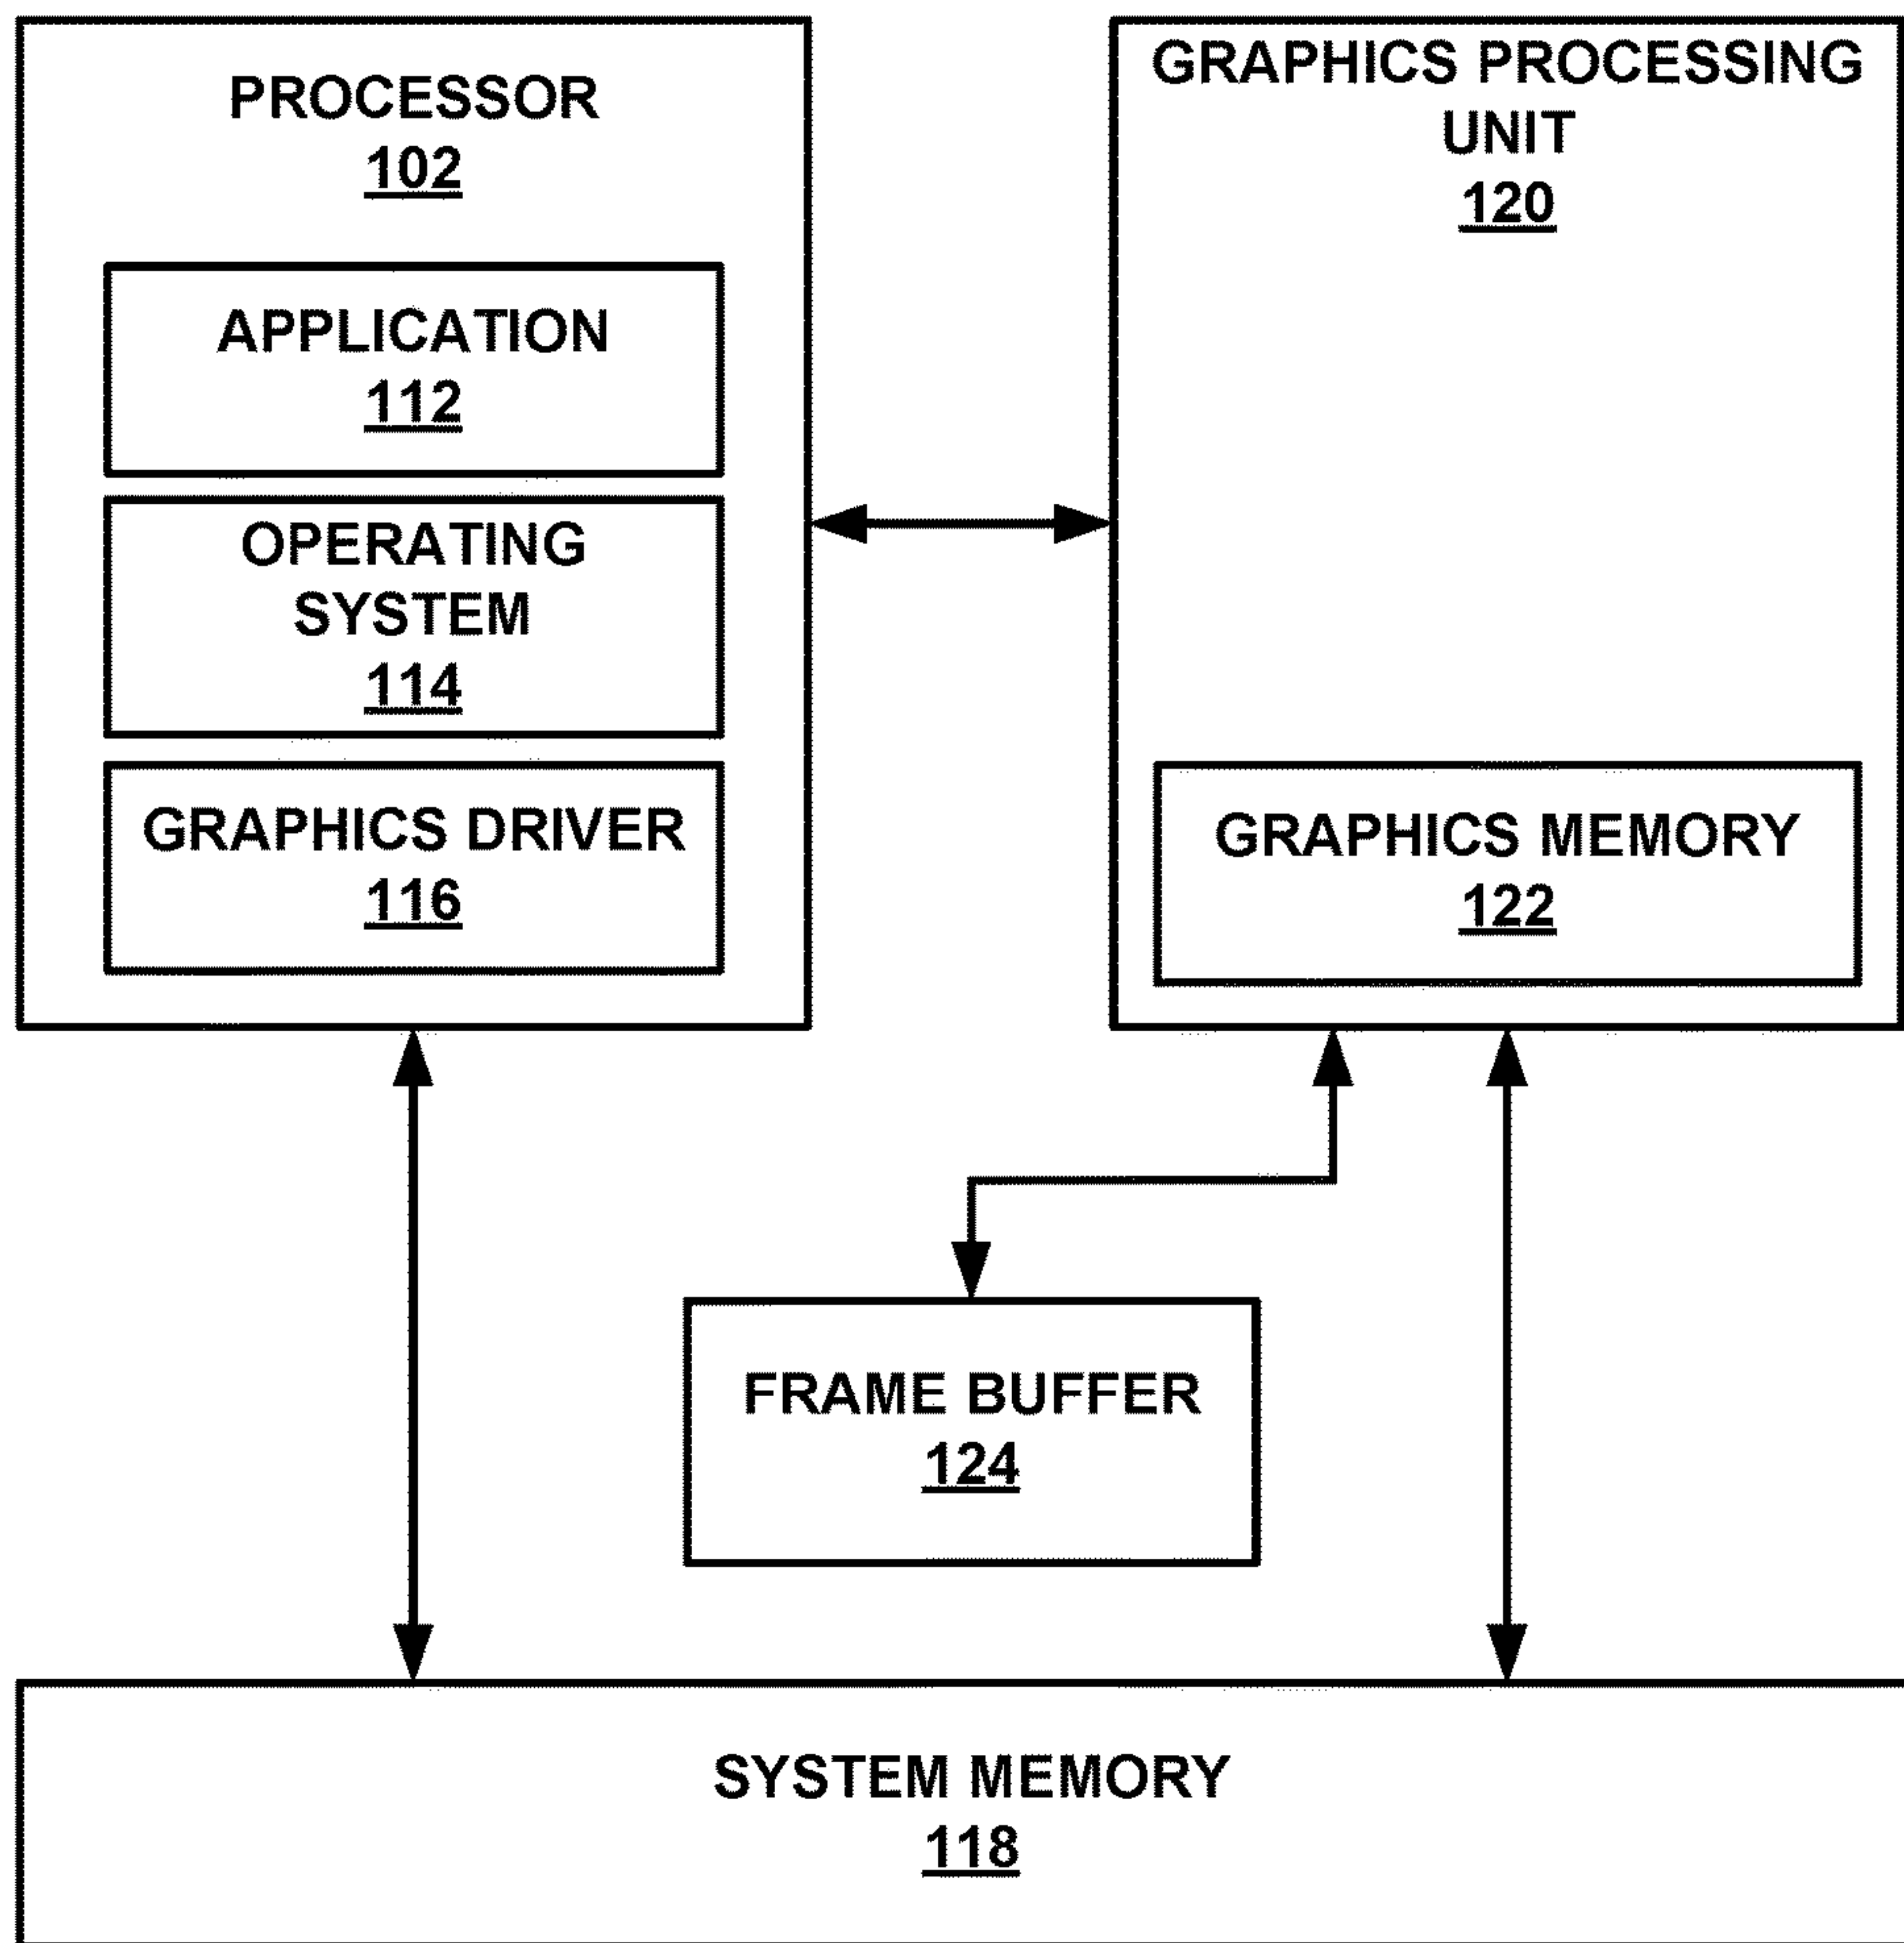 PROCESSOR
102
APPLICATION
112
OPERATING
SYSTEM
114
GRAPHICS DRIVER
116
GRAPHICS PROCESSING
UNIT
120
GRAPHICS MEMORY
122
FRAME BUFFER
124
SYSTEM MEMORY
118